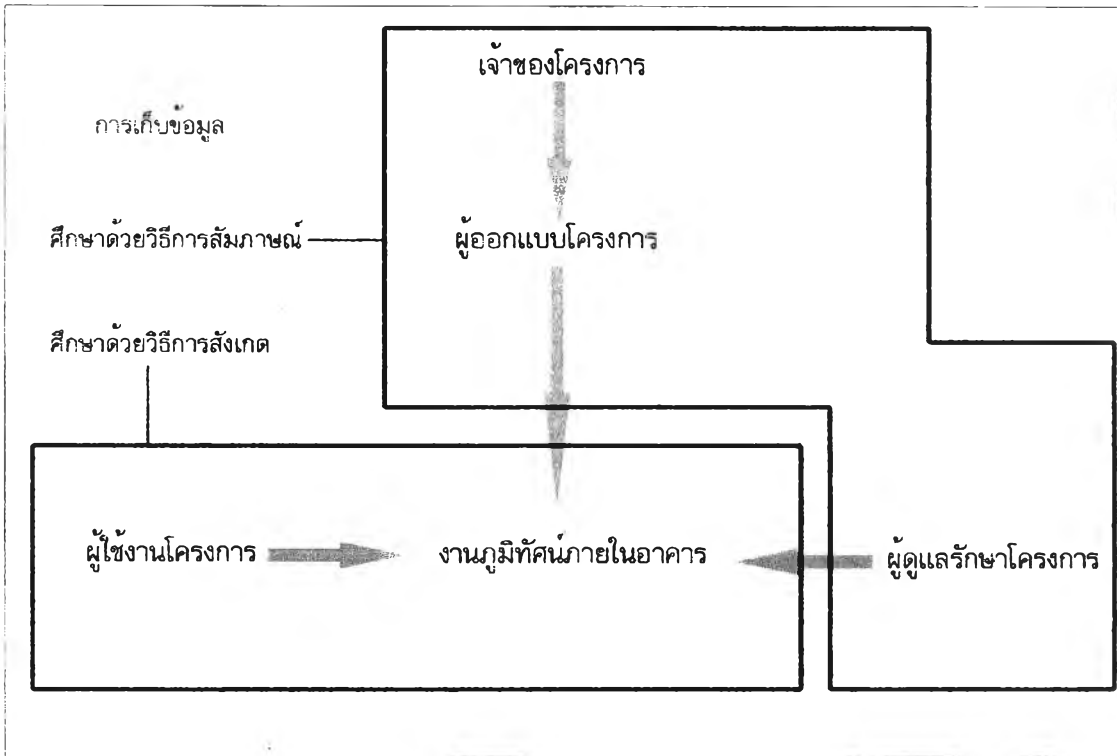 เจ้าของโครงการ
การเก็บข้อมูล
ศึกษาด้วยวิธีการสัมภาษณ์
ผู้ออกแบบโครงการ
ศึกษาด้วยวิธีการสังเกต
ผู้ใช้งานโครงการ
งานภูมิทัศน์ภายในอาคาร
ผู้ดูแลรักษาโครงการ